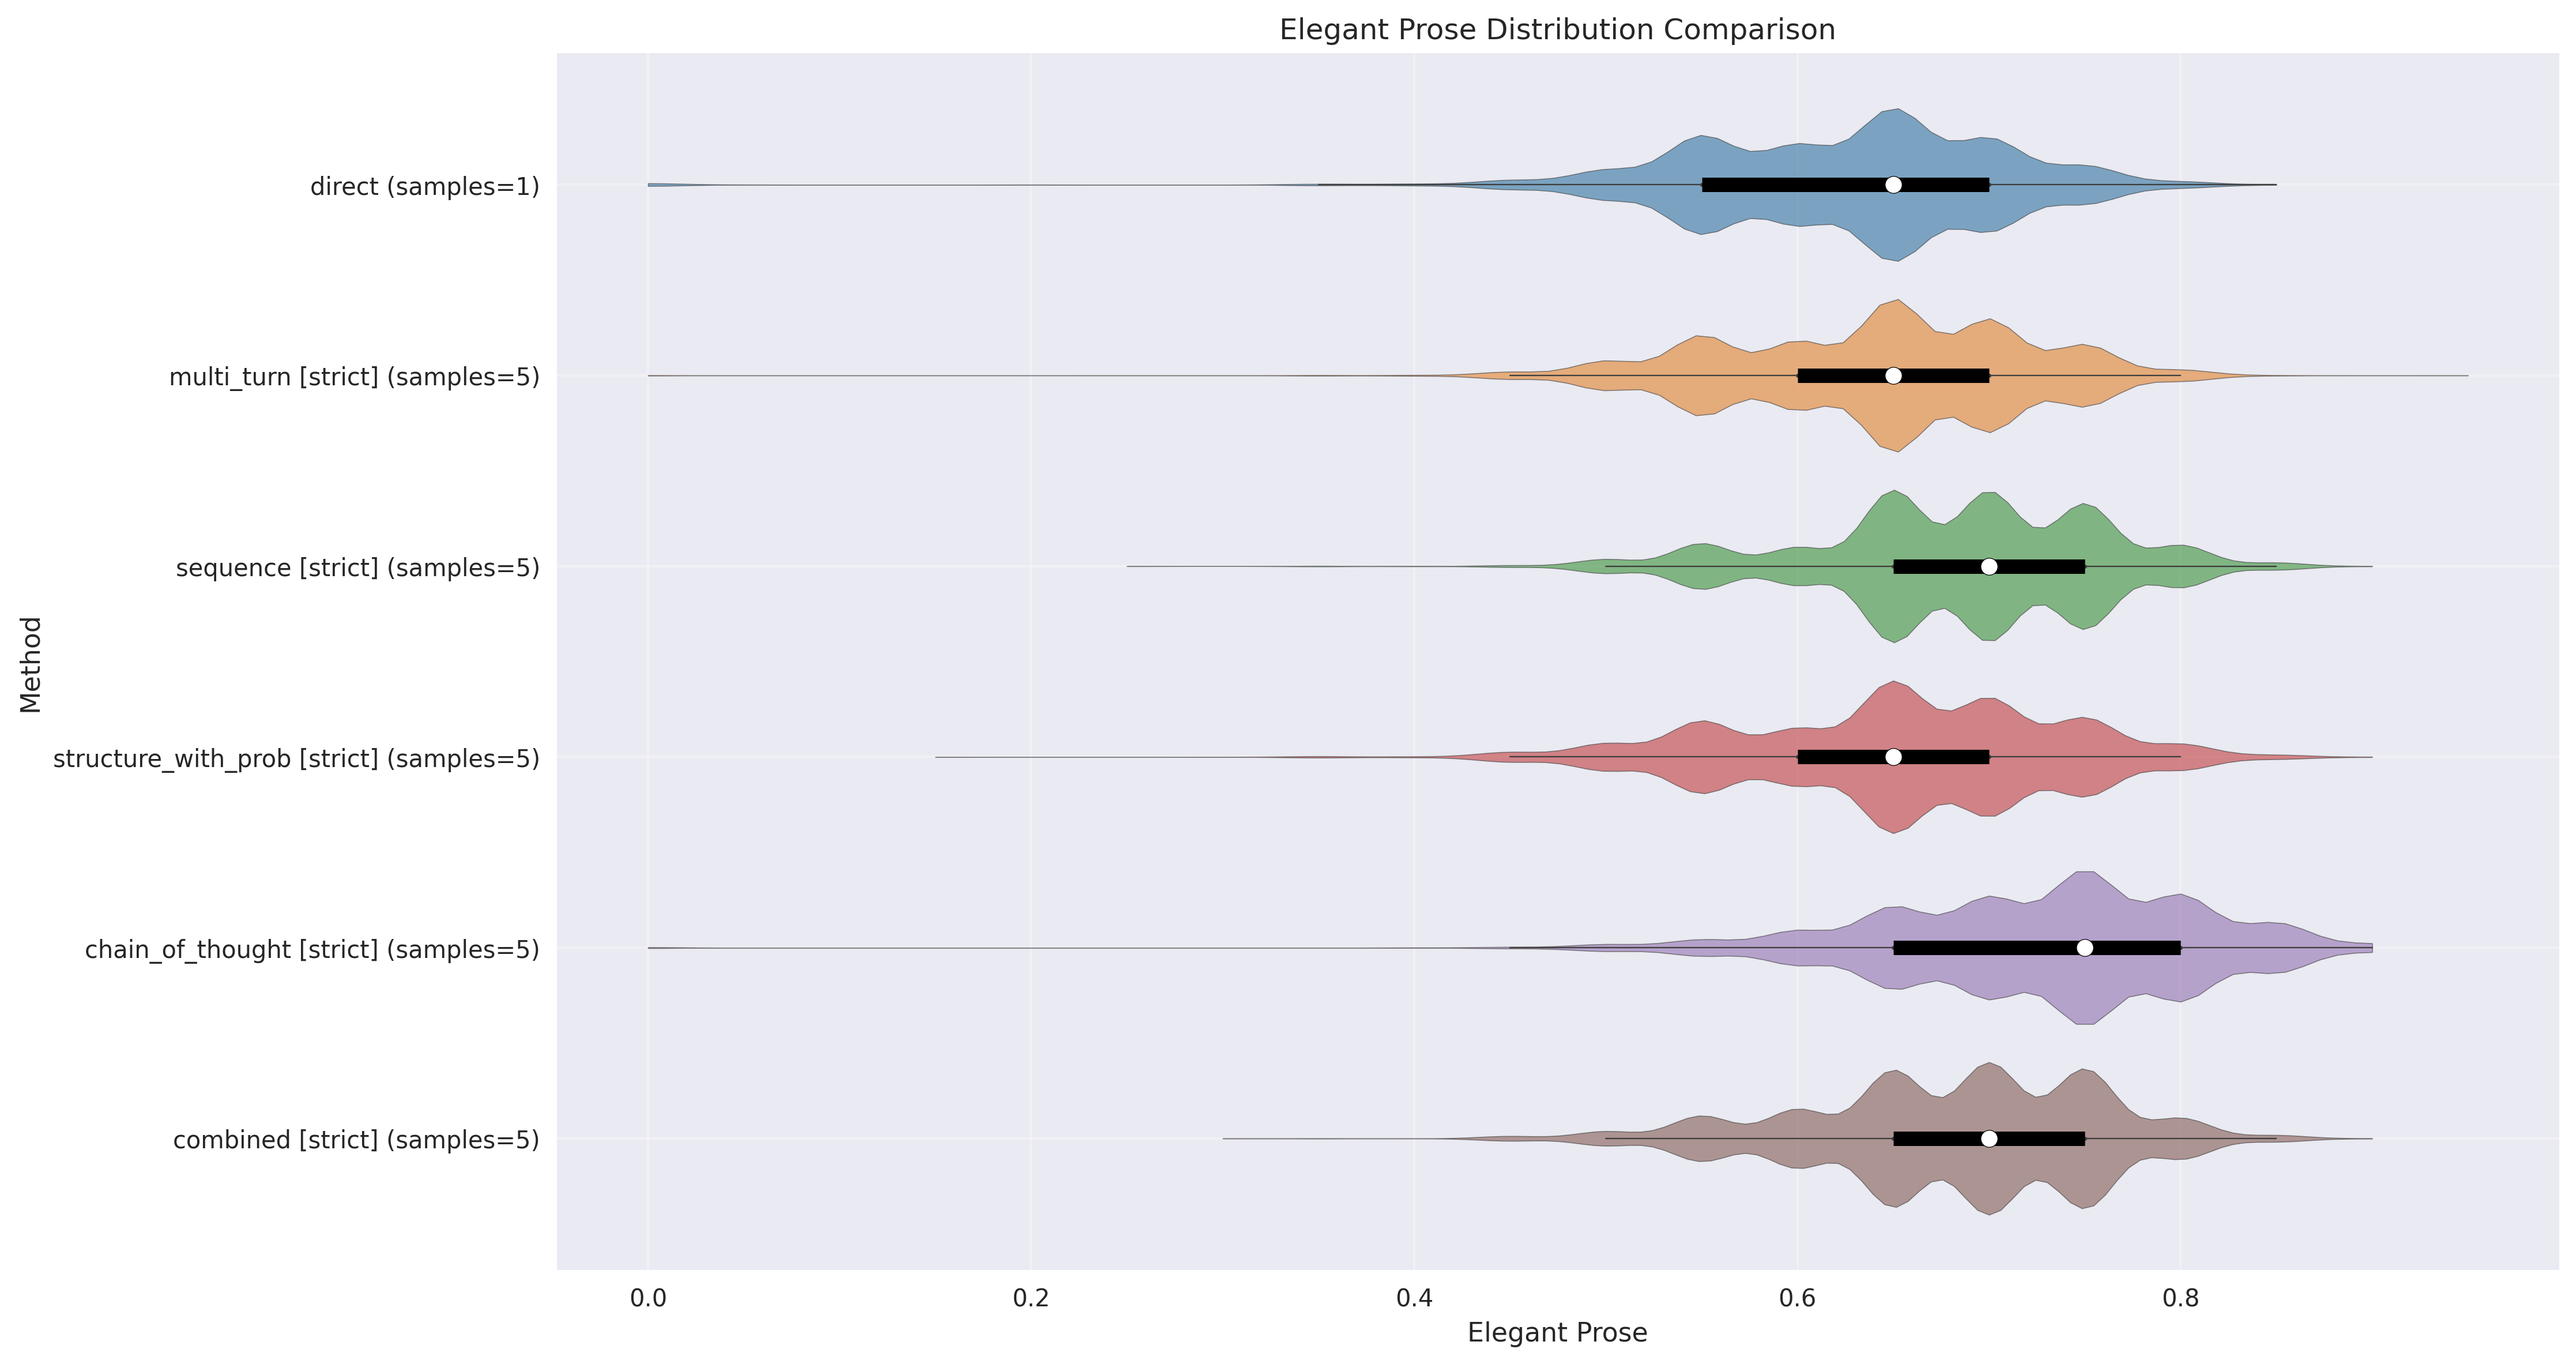 Elegant Prose Distribution Comparison
Method
direct (samples=1)
multi_turn [strict] (samples=5)
sequence [strict] (samples=5)
structure_with_prob [strict] (samples=5)
chain_of_thought [strict] (samples=5)
combined [strict] (samples=5)
0.0 0.2 0.4 0.6 0.8
Elegant Prose